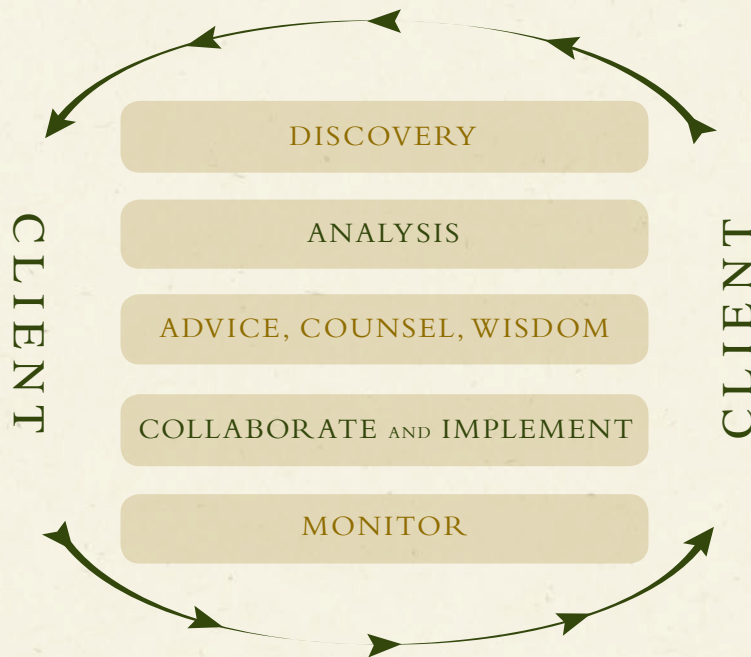 DISCOVERY
ANALYSIS
CLIENT
CLIENT
ADVICE, COUNSEL, WISDOM
COLLABORATE AND IMPLEMENT
MONITOR